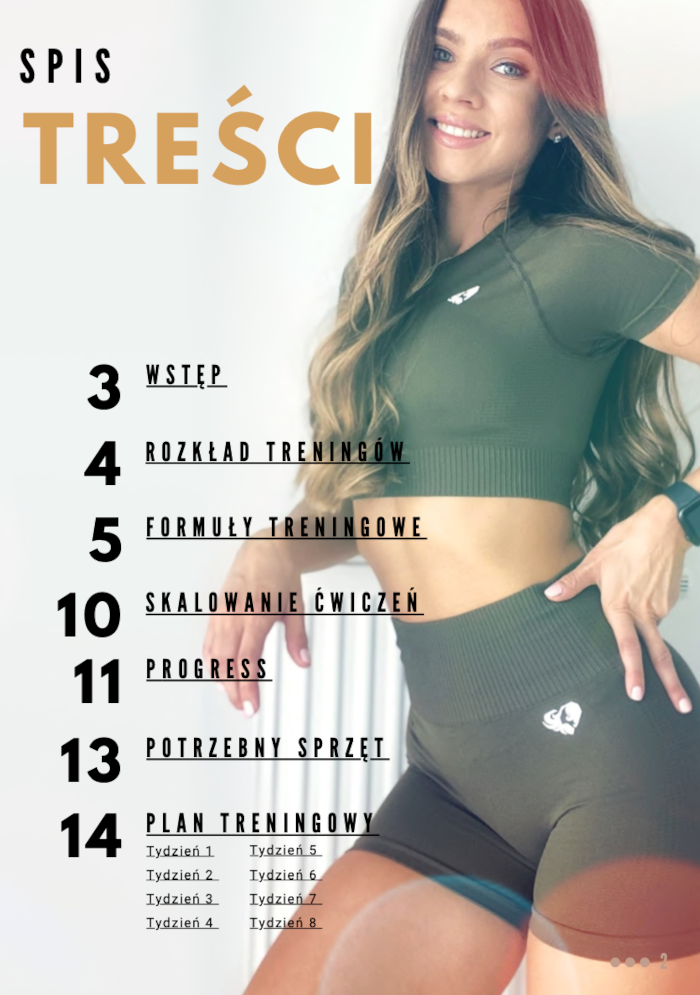 SPIS
TREŚCI
3 WSTĘP
4 ROZKŁAD TRENINGÓW
5 FORMUŁY TRENINGOWE
10 SKALOWANIE ĆWICZEŃ
11 PROGRESS
13 POTRZEBNY SPRZĘT
14 PLAN TRENINGOWY
Tydzień 1 Tydzień 5
Tydzień 2 Tydzień 6
Tydzień 3 Tydzień 7
Tydzień 4 Tydzień 8
2